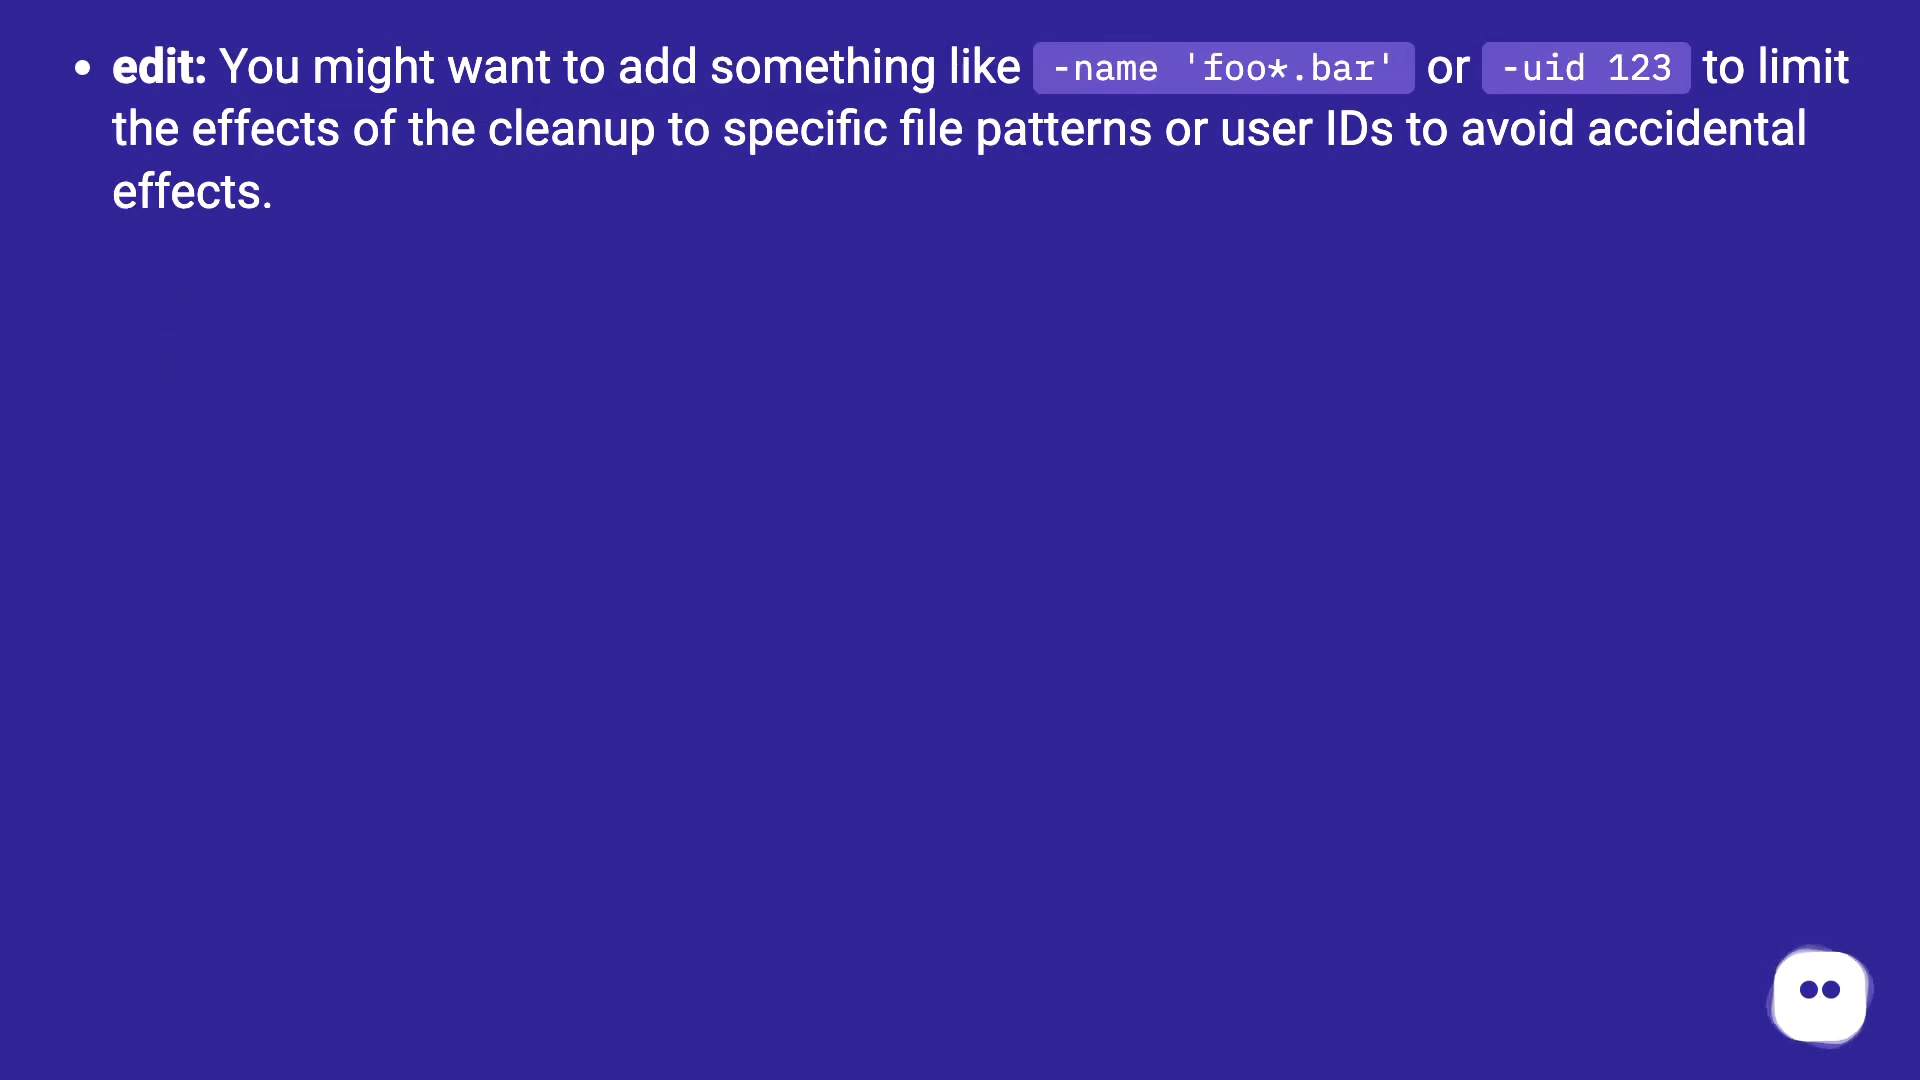 • edit: You might want to add something like -name 'foo*.bar' or -uid 123 to limit
the effects of the cleanup to specific file patterns or user IDs to avoid accidental
effects.